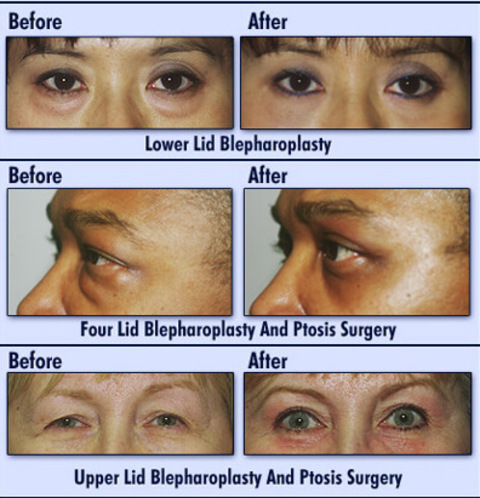 Before After
Lower Lid Blepharoplasty
Before After
Four Lid Blepharoplasty And Ptosis Surgery
Before After
Upper Lid Blepharoplasty And Ptosis Surgery